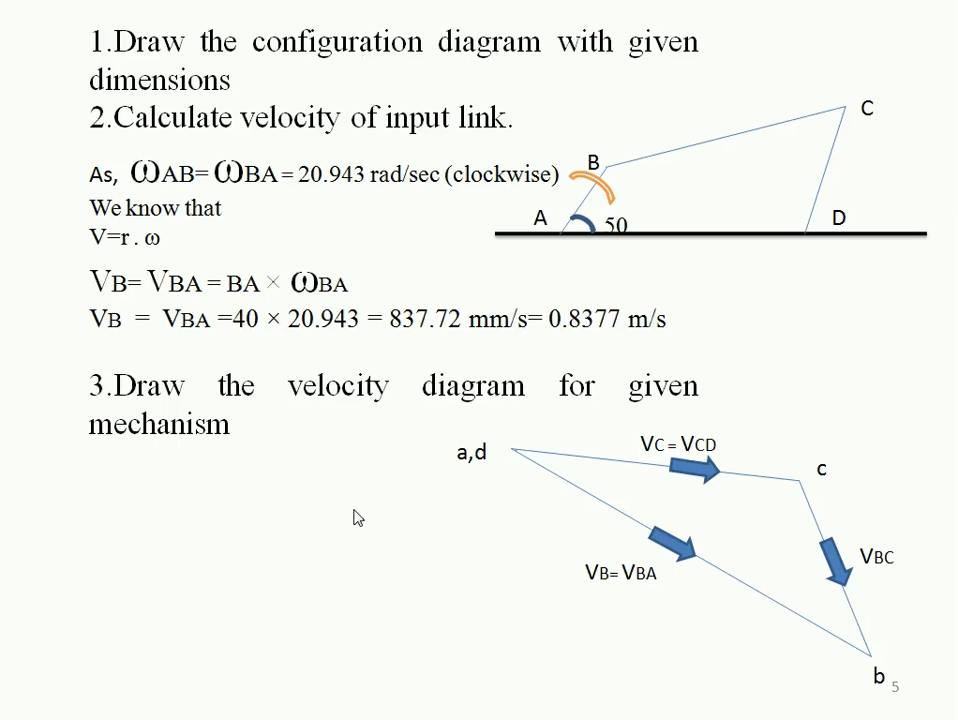 1.Draw the configuration diagram with given
dimensions
2.Calculate velocity of input link.
As, ωAB= ωBA = 20.943 rad/sec (clockwise)
We know that
V=r . ω
VB= VBA = BA × ωBA
VB = VBA =40 × 20.943 = 837.72 mm/s= 0.8377 m/s
C
B
A
50
D
3.Draw the velocity diagram for given
mechanism
a,d
VC = VCD
c
VBC
VB= VBA
b
5